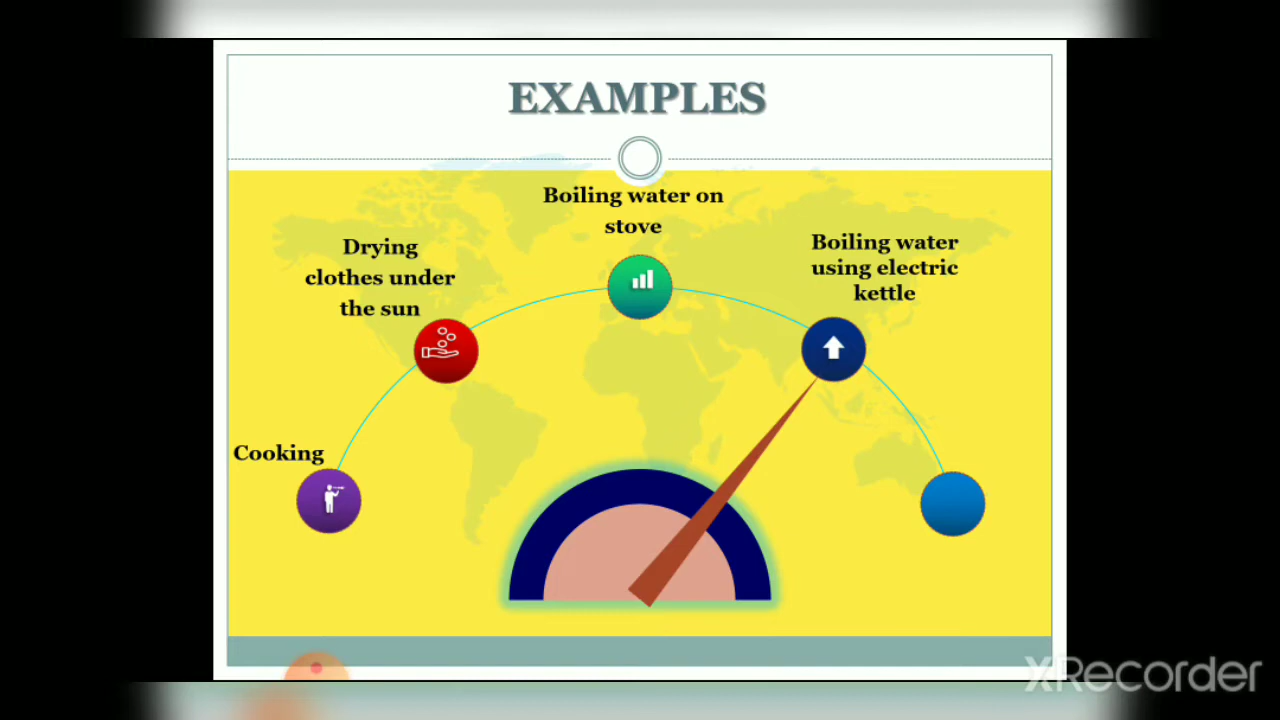 EXAMPLES
Boiling water on
stove
Drying
clothes under
the sun
Boiling water
using electric
kettle
Cooking
XRecorder